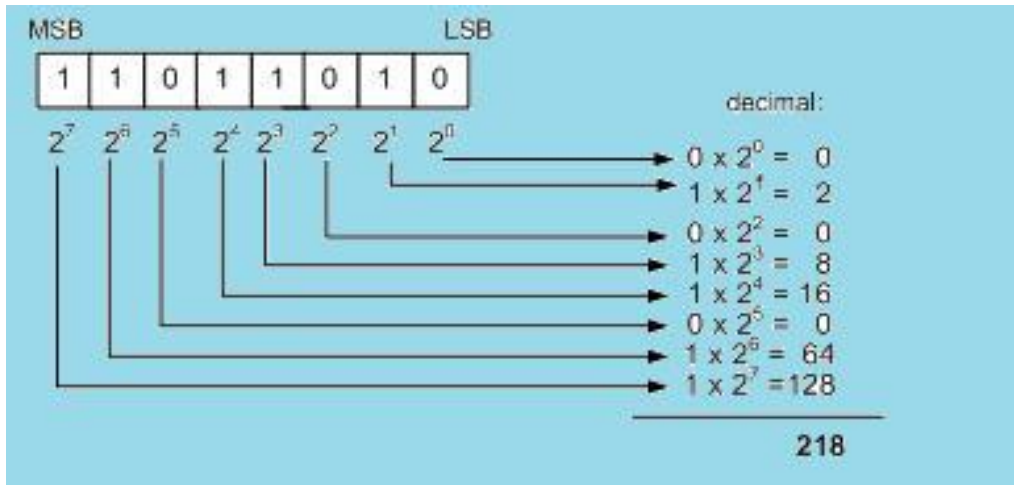 MSB LSB
1 1 0 1 1 0 1 0
2⁷ 2⁶ 2⁵ 2⁴ 2³ 2² 2¹ 2⁰
decimal:
0 x 2⁰ = 0
1 x 2¹ = 2
0 x 2² = 0
1 x 2³ = 8
1 x 2⁴ = 16
0 x 2⁵ = 0
1 x 2⁶ = 64
1 x 2⁷ =128
218